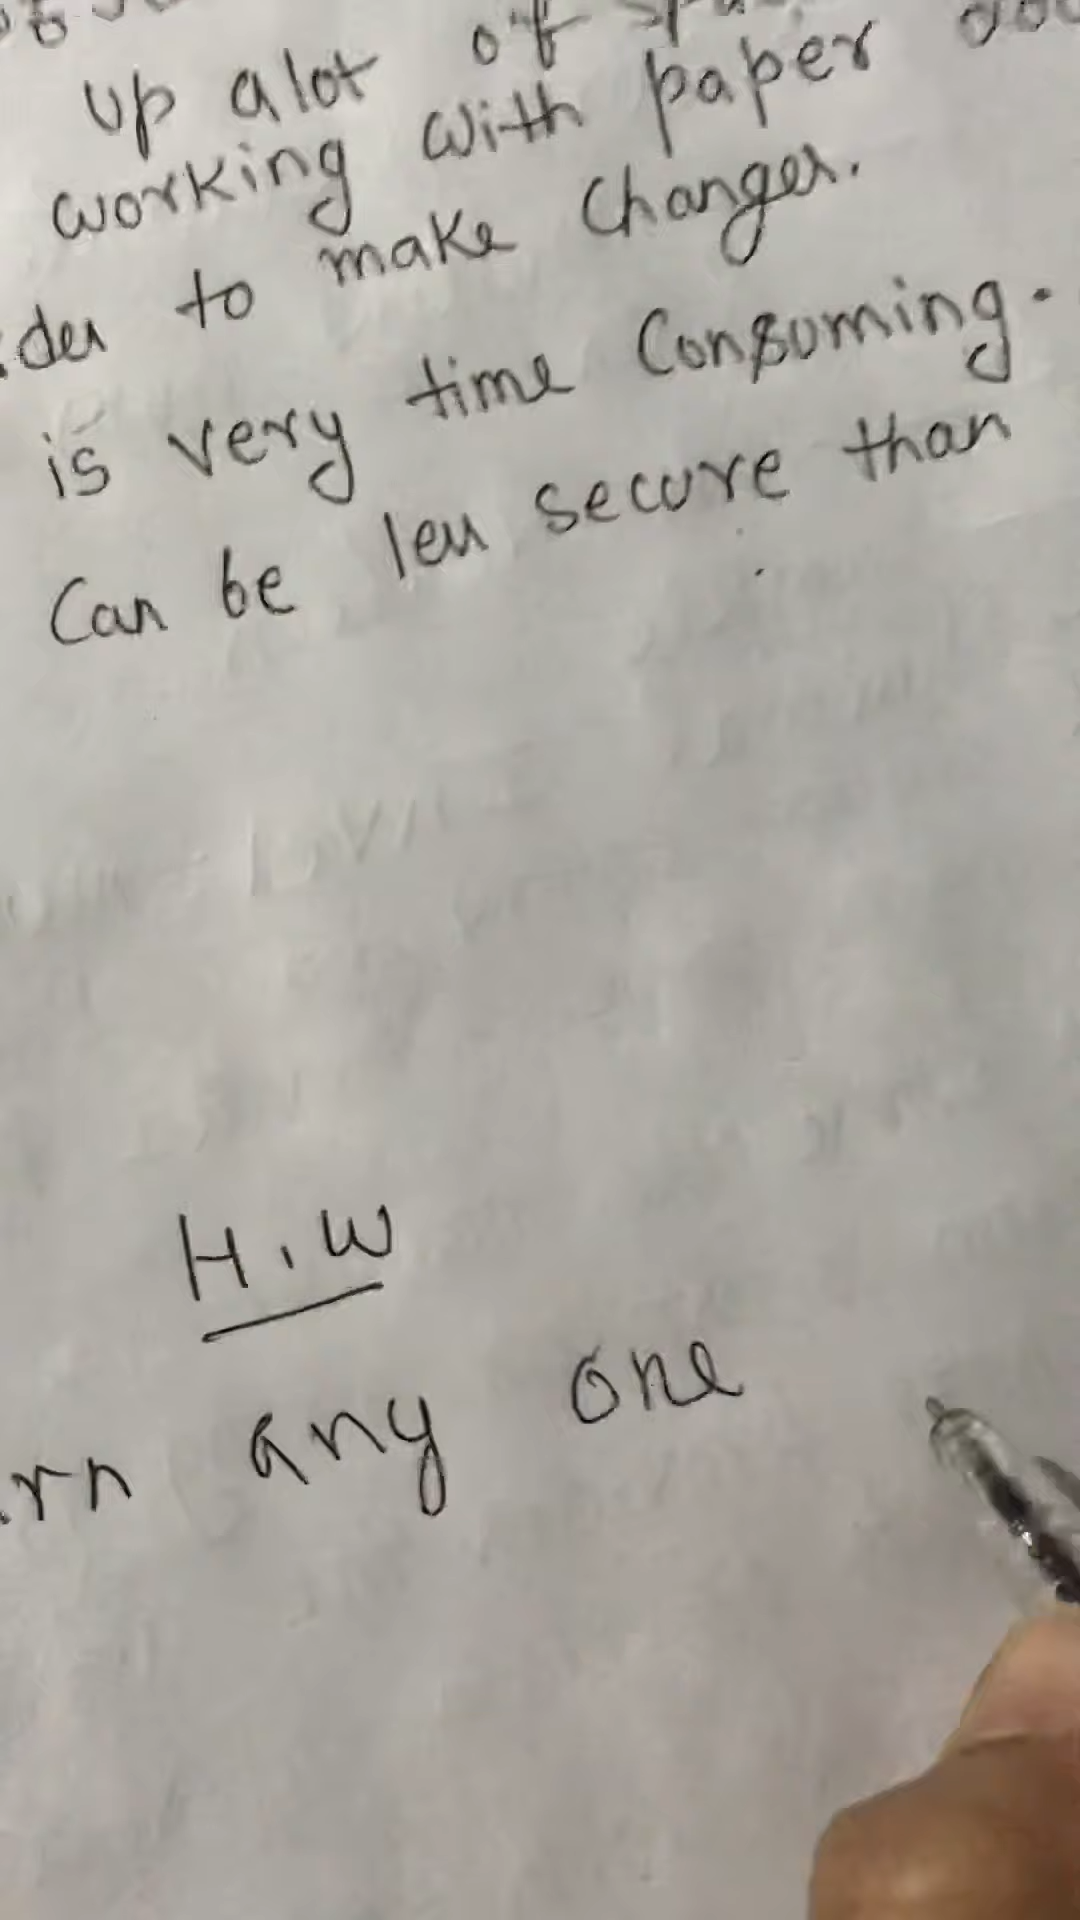 up a lot of
working with paper
to make changes.
is very time Consuming.
Can be less secure than
H.W
any one